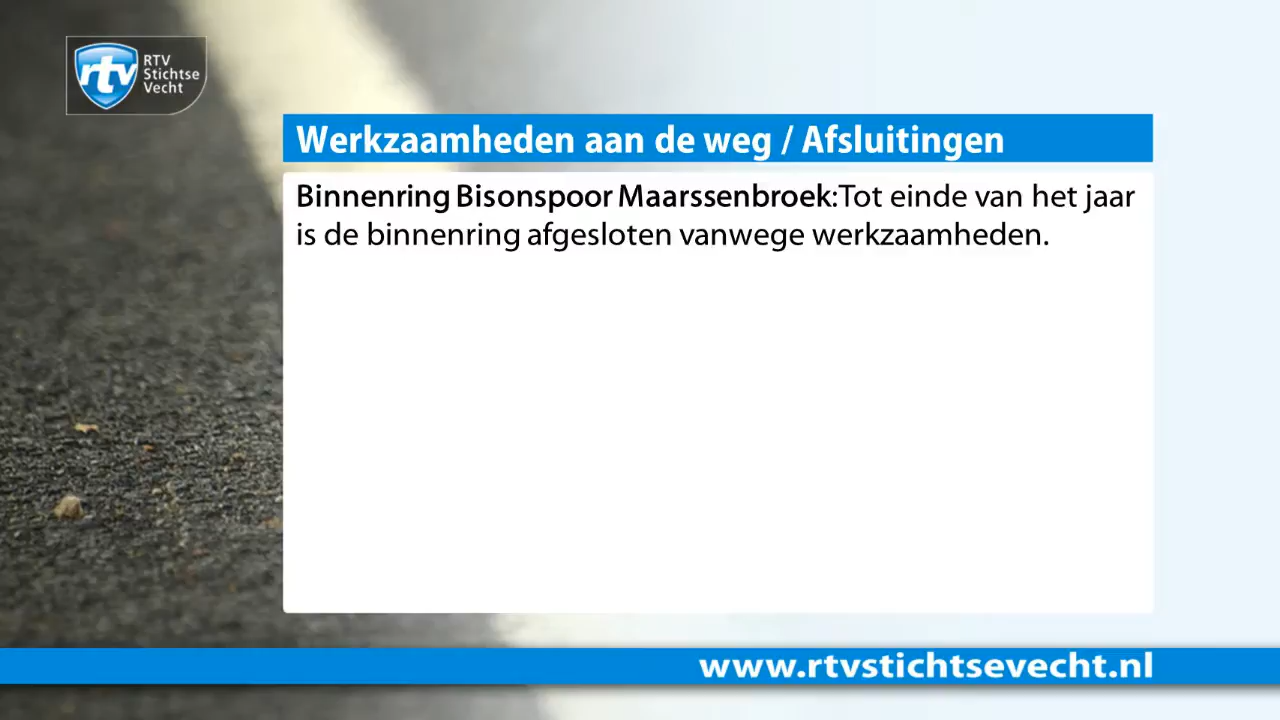 rtv
RTV
Stichtse
Vecht
Werkzaamheden aan de weg / Afsluitingen
Binnenring Bisonspoor Maarssenbroek:Tot einde van het jaar
is de binnenring afgesloten vanwege werkzaamheden.
www.rtvstichtsevecht.nl